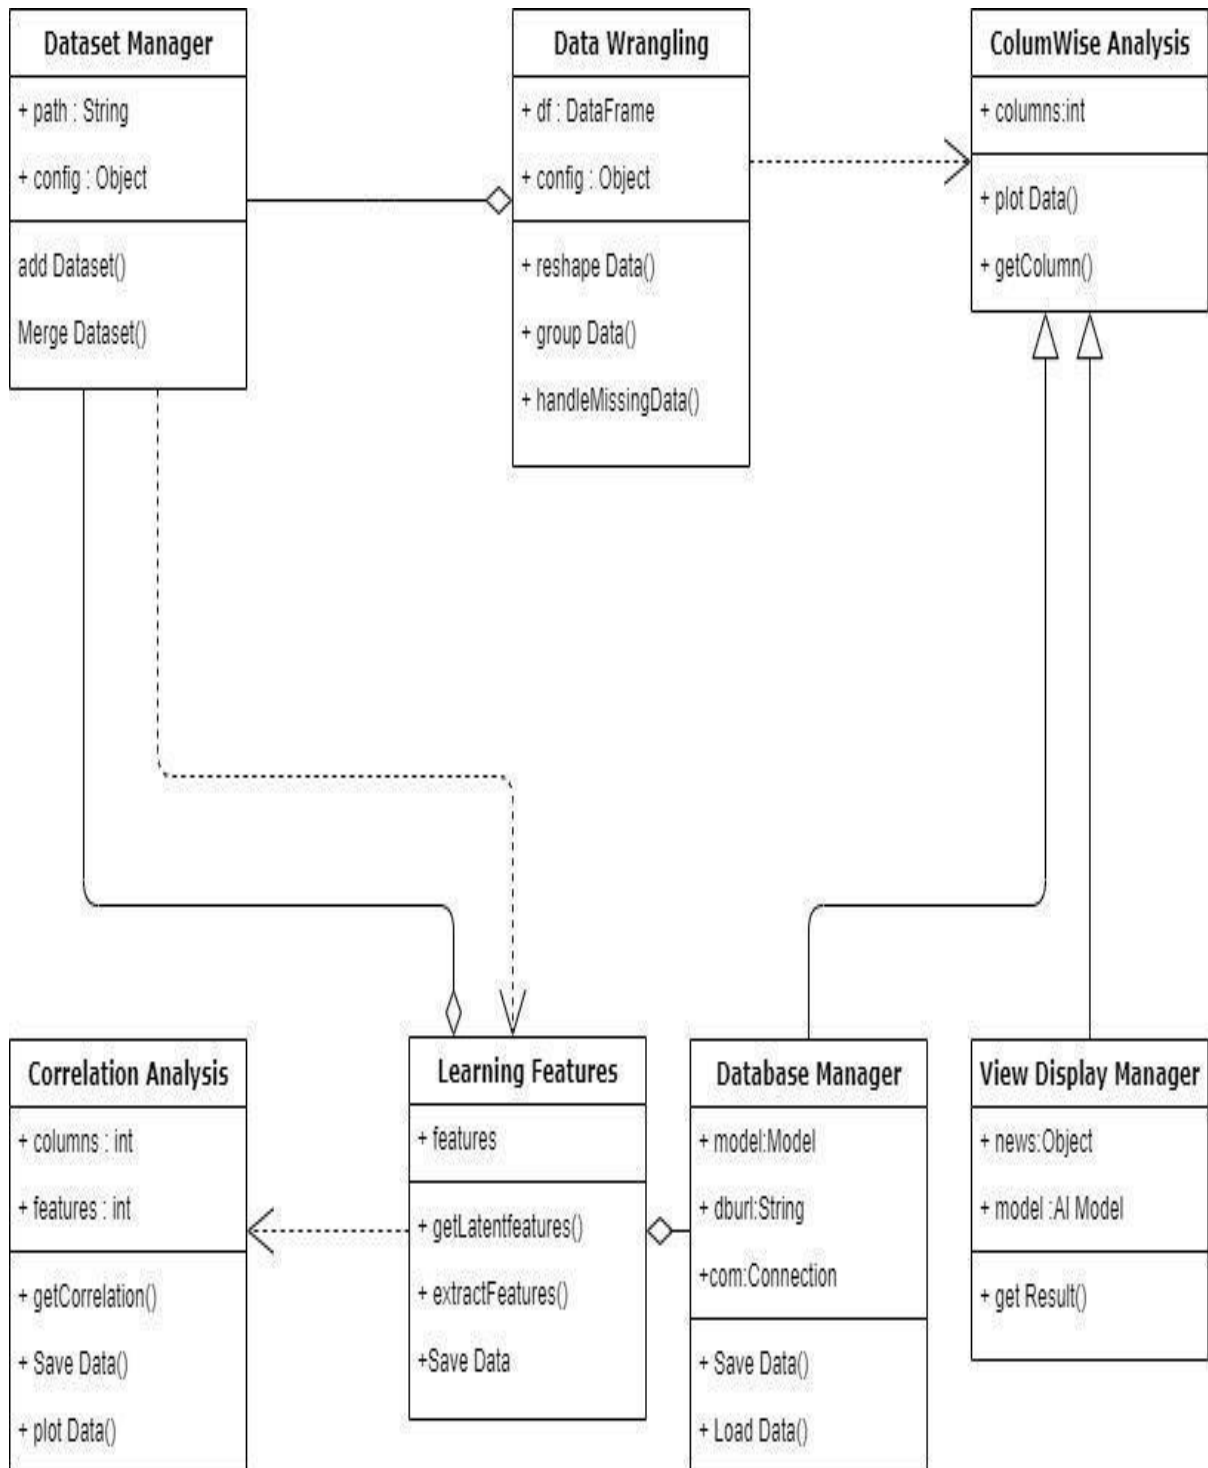 Dataset Manager
+ path : String
+ config : Object
add Dataset()
Merge Dataset()
Data Wrangling
+ df : DataFrame
+ config : Object
+ reshape Data()
+ group Data()
+ handleMissingData()
ColumWise Analysis
+ columns:int
+ plot Data()
+ getColumn()
Correlation Analysis
+ columns : int
+ features : int
+ getCorrelation()
+ Save Data()
+ plot Data()
Learning Features
+ features
+ getLatentfeatures()
+ extractFeatures()
+Save Data
Database Manager
+ model:Model
+ dburl:String
+com:Connection
+ Save Data()
+ Load Data()
View Display Manager
+ news:Object
+ model :AI Model
+ get Result()